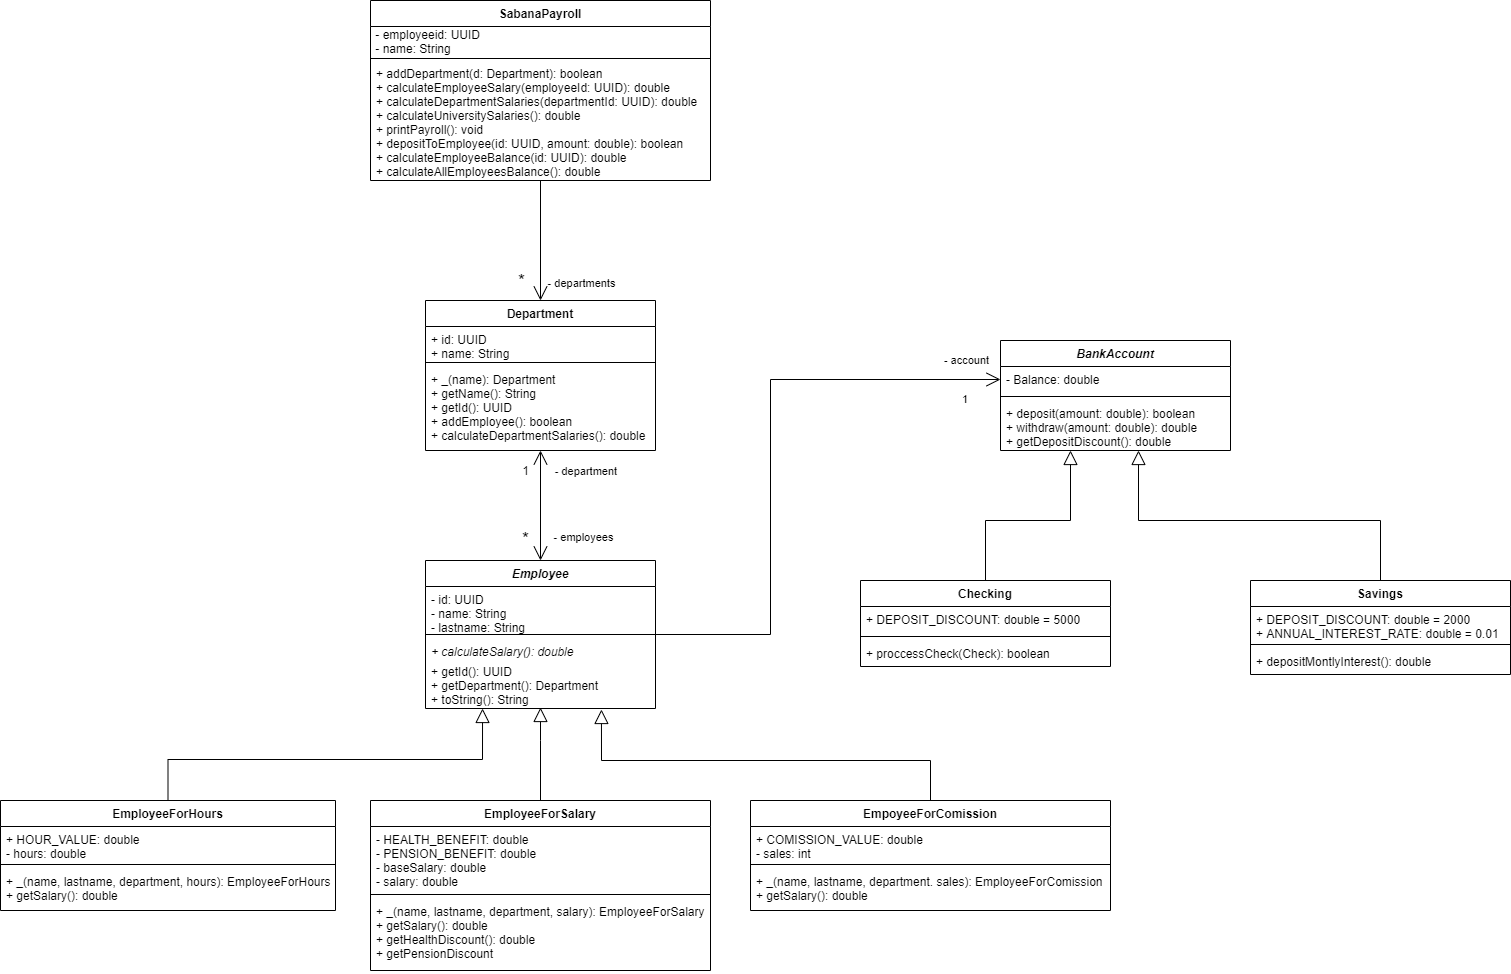 SabanaPayroll
- employeeid: UUID
- name: String
+ addDepartment(d: Department): boolean
+ calculateEmployeeSalary(employeeId: UUID): double
+ calculateDepartmentSalaries(departmentId: UUID): double
+ calculateUniversitySalaries(): double
+ printPayroll(): void
+ depositToEmployee(id: UUID, amount: double): boolean
+ calculateEmployeeBalance(id: UUID): double
+ calculateAllEmployeesBalance(): double
*
- departments
Department
+ id: UUID
+ name: String
+ _(name): Department
+ getName(): String
+ getId(): UUID
+ addEmployee(): boolean
+ calculateDepartmentSalaries(): double
- account
1
BankAccount
- Balance: double
+ deposit(amount: double): boolean
+ withdraw(amount: double): double
+ getDepositDiscount(): double
1
- department
*
- employees
Employee
- id: UUID
- name: String
- lastname: String
+ calculateSalary(): double
+ getId(): UUID
+ getDepartment(): Department
+ toString(): String
Checking
+ DEPOSIT_DISCOUNT: double = 5000
+ proccessCheck(Check): boolean
Savings
+ DEPOSIT_DISCOUNT: double = 2000
+ ANNUAL_INTEREST_RATE: double = 0.01
+ depositMontlyInterest(): double
EmployeeForHours
+ HOUR_VALUE: double
- hours: double
+ _(name, lastname, department, hours): EmployeeForHours
+ getSalary(): double
EmployeeForSalary
- HEALTH_BENEFIT: double
- PENSION_BENEFIT: double
- baseSalary: double
- salary: double
+ _(name, lastname, department, salary): EmployeeForSalary
+ getSalary(): double
+ getHealthDiscount(): double
+ getPensionDiscount
EmpoyeeForComission
+ COMISSION_VALUE: double
- sales: int
+ _(name, lastname, department. sales): EmployeeForComission
+ getSalary(): double